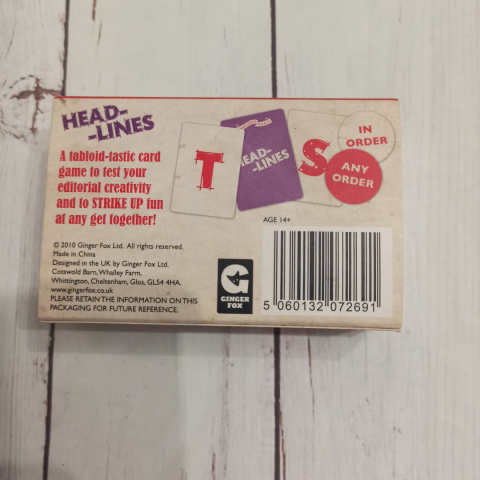 HEAD-
-LINES
A tabloid-tastic card
game to test your
editorial creativity
and to STRIKE UP fun
at any get together!
T
HEAD-
-LINES
S
IN
ORDER
ANY
ORDER
AGE 14+
© 2010 Ginger Fox Ltd. All rights reserved.
Made in China
Designed in the UK by Ginger Fox Ltd.
Cotswold Barn, Whalley Farm,
Whittington, Cheltenham, Glos, GL54 4HA.
www.gingerfox.co.uk
PLEASE RETAIN THE INFORMATION ON THIS
PACKAGING FOR FUTURE REFERENCE.
GINGER
FOX
5 060132 072691